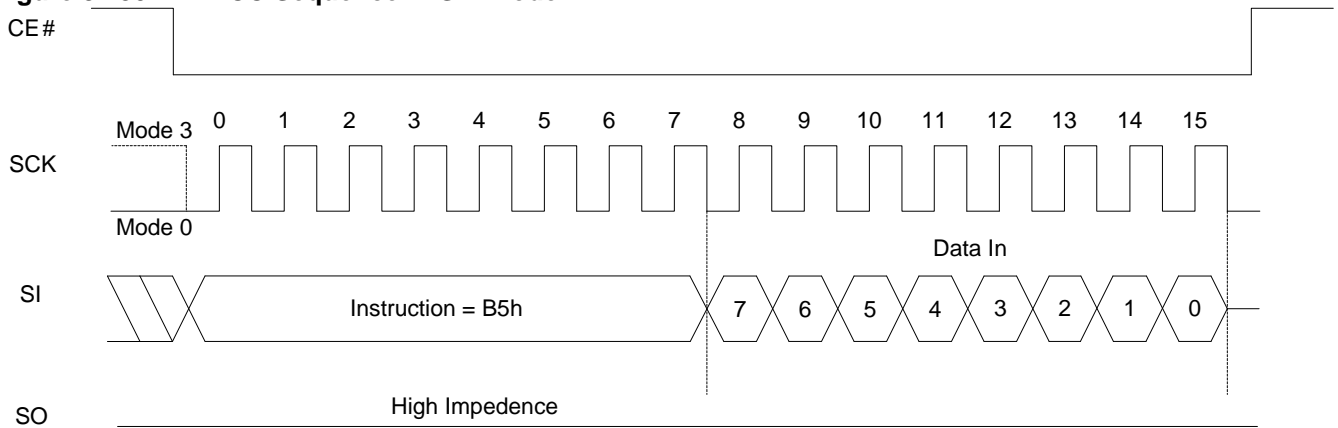 CE#
Mode 3 0 1 2 3 4 5 6 7 8 9 10 11 12 13 14 15
SCK
Mode 0
Data In
SI
Instruction = B5h
7 6 5 4 3 2 1 0
High Impedence
SO